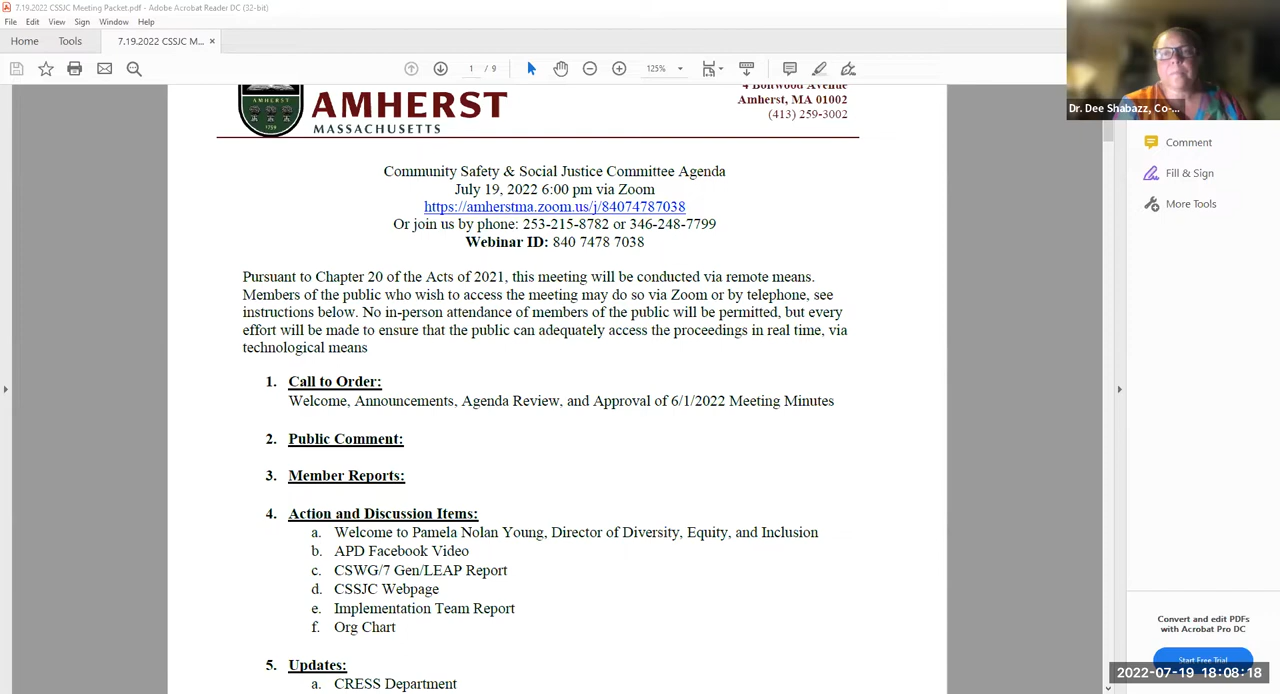 7.19.2022 CSSJC Meeting Packet.pdf - Adobe Acrobat Reader DC (32-bit)
File Edit View Sign Window Help
Home Tools 7.19.2022 CSSJC M... ×
1 / 9 125%
4 Boltwood Avenue
AMHERST
Amherst, MA 01002
MASSACHUSETTS
(413) 259-3002
AMHERST
1759
Dr. Dee Shabazz, Co-...
Community Safety & Social Justice Committee Agenda
July 19, 2022 6:00 pm via Zoom
https://amherstma.zoom.us/j/84074787038
Or join us by phone: 253-215-8782 or 346-248-7799
Webinar ID: 840 7478 7038
Pursuant to Chapter 20 of the Acts of 2021, this meeting will be conducted via remote means.
Members of the public who wish to access the meeting may do so via Zoom or by telephone, see
instructions below. No in-person attendance of members of the public will be permitted, but every
effort will be made to ensure that the public can adequately access the proceedings in real time, via
technological means
1. Call to Order:
Welcome, Announcements, Agenda Review, and Approval of 6/1/2022 Meeting Minutes
2. Public Comment:
3. Member Reports:
4. Action and Discussion Items:
a. Welcome to Pamela Nolan Young, Director of Diversity, Equity, and Inclusion
b. APD Facebook Video
c. CSWG/7 Gen/LEAP Report
d. CSSJC Webpage
e. Implementation Team Report
f. Org Chart
5. Updates:
a. CRESS Department
Comment
Fill & Sign
More Tools
Convert and edit PDFs
with Acrobat Pro DC
Start Free Trial
2022-07-19 18:08:18